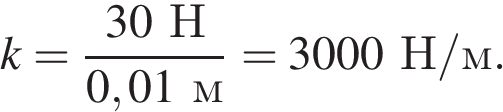 k = 30 Н / 0,01 м = 3000 Н/м.